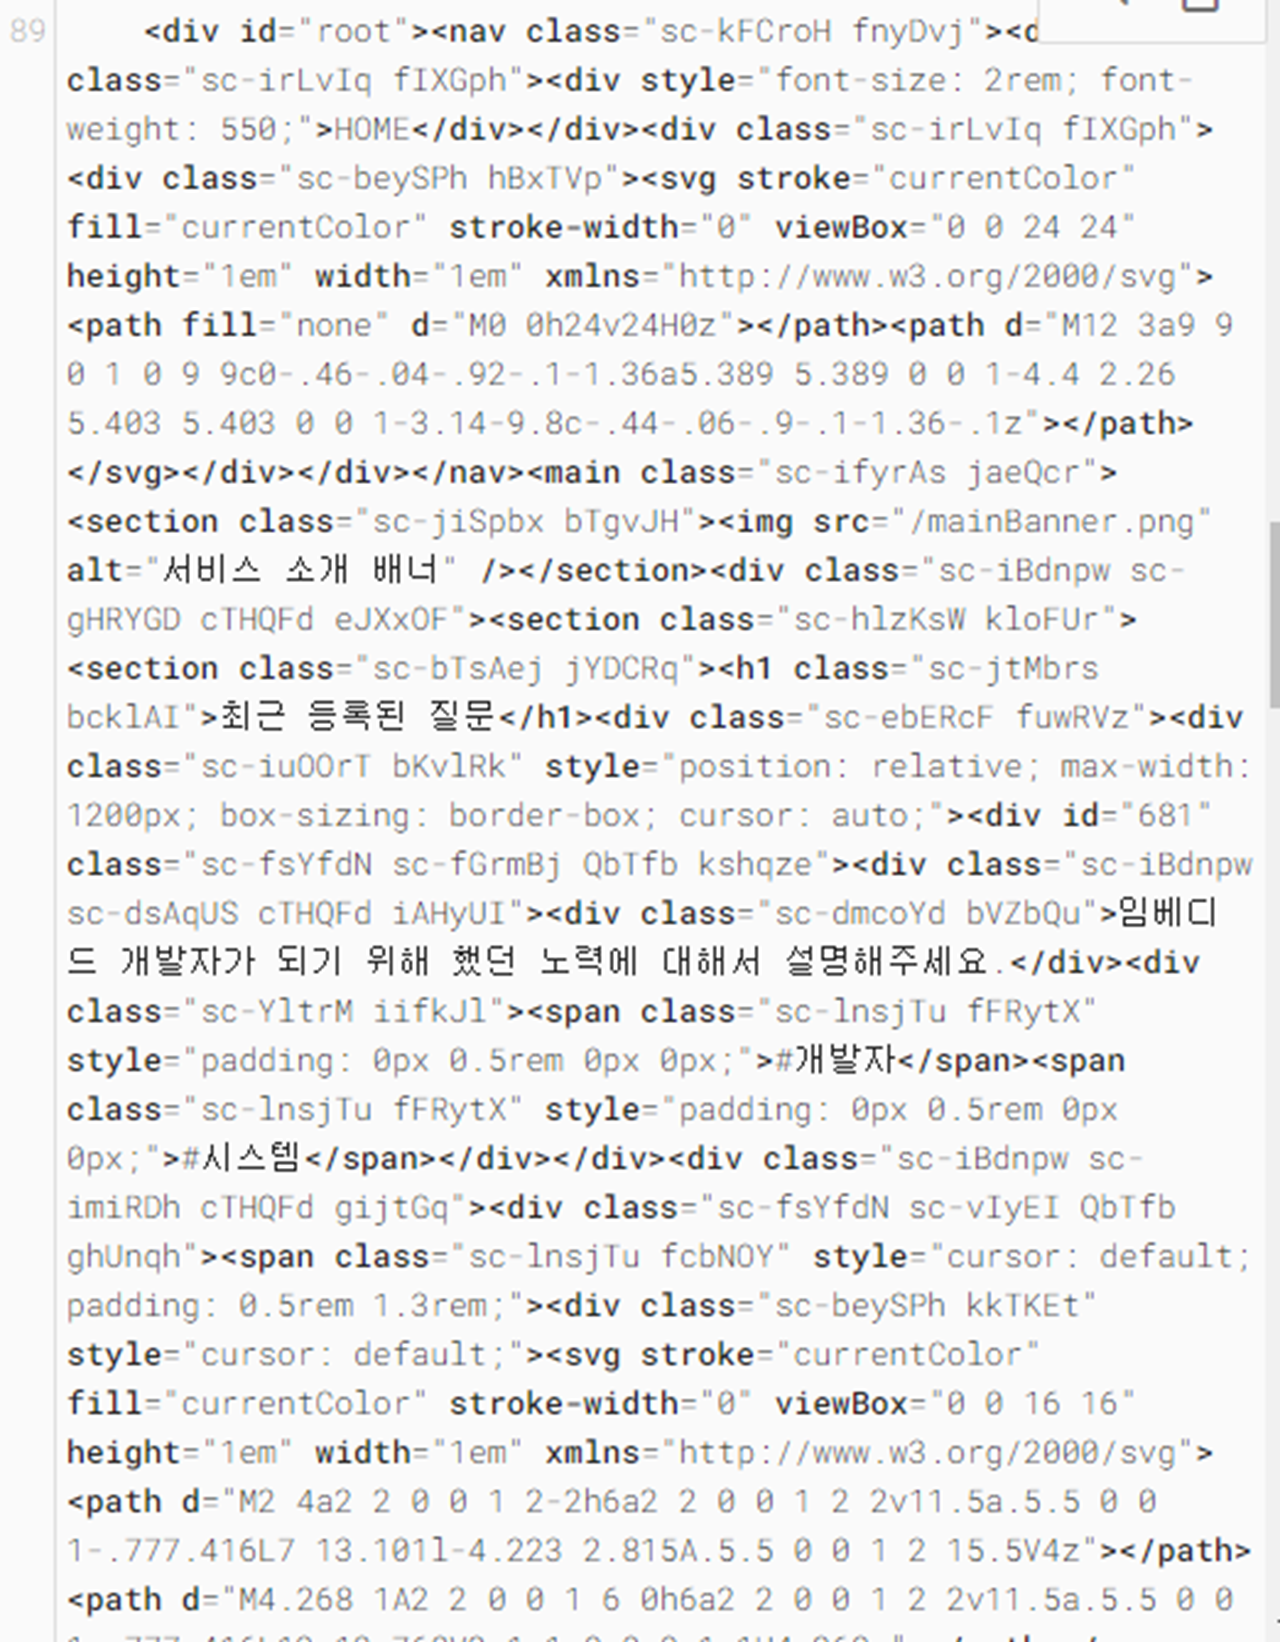 89 <div id="root"><nav class="sc-kFCroH fnyDvj"><d
class="sc-irLvIq fIXGph"><div style="font-size: 2rem; font-
weight: 550;">HOME</div></div><div class="sc-irLvIq fIXGph">
<div class="sc-beySPh hBxTVp"><svg stroke="currentColor"
fill="currentColor" stroke-width="0" viewBox="0 0 24 24"
height="1em" width="1em" xmlns="http://www.w3.org/2000/svg">
<path fill="none" d="M0 0h24v24H0z"></path><path d="M12 3a9 9
0 1 0 9 9c0-.46-.04-.92-.1-1.36a5.389 5.389 0 0 1-4.4 2.26
5.403 5.403 0 0 1-3.14-9.8c-.44-.06-.9-.1-1.36-.1z"></path>
</svg></div></div></nav><main class="sc-ifyrAs jaeQcr">
<section class="sc-jiSpbx bTgvJH"><img src="/mainBanner.png"
alt="서비스 소개 배너" /></section><div class="sc-iBdnpw sc-
gHRYGD cTHQFd eJXxOF"><section class="sc-hlzKsW kloFUr">
<section class="sc-bTsAej jYDCRq"><h1 class="sc-jtMbrs
bcklAI">최근 등록된 질문</h1><div class="sc-ebERcF fuwRVz"><div
class="sc-iuOOrT bKvlRk" style="position: relative; max-width:
1200px; box-sizing: border-box; cursor: auto;"><div id="681"
class="sc-fsYfdN sc-fGrmBj QbTfb kshqze"><div class="sc-iBdnpw
sc-dsAqUS cTHQFd iAHyUI"><div class="sc-dmcoYd bVZbQu">임베디
드 개발자가 되기 위해 했던 노력에 대해서 설명해주세요.</div><div
class="sc-YltrM iifkJl"><span class="sc-lnsjTu fFRytX"
style="padding: 0px 0.5rem 0px 0px;">#개발자</span><span
class="sc-lnsjTu fFRytX" style="padding: 0px 0.5rem 0px
0px;">#시스템</span></div></div><div class="sc-iBdnpw sc-
imiRDh cTHQFd gijtGq"><div class="sc-fsYfdN sc-vIyEI QbTfb
ghUnqh"><span class="sc-lnsjTu fcbNOY" style="cursor: default;
padding: 0.5rem 1.3rem;"><div class="sc-beySPh kkTKEt"
style="cursor: default;"><svg stroke="currentColor"
fill="currentColor" stroke-width="0" viewBox="0 0 16 16"
height="1em" width="1em" xmlns="http://www.w3.org/2000/svg">
<path d="M2 4a2 2 0 0 1 2-2h6a2 2 0 0 1 2 2v11.5a.5.5 0 0
1-.777.416L7 13.101l-4.223 2.815A.5.5 0 0 1 2 15.5V4z"></path>
<path d="M4.268 1A2 2 0 0 1 6 0h6a2 2 0 0 1 2 2v11.5a.5.5 0 0